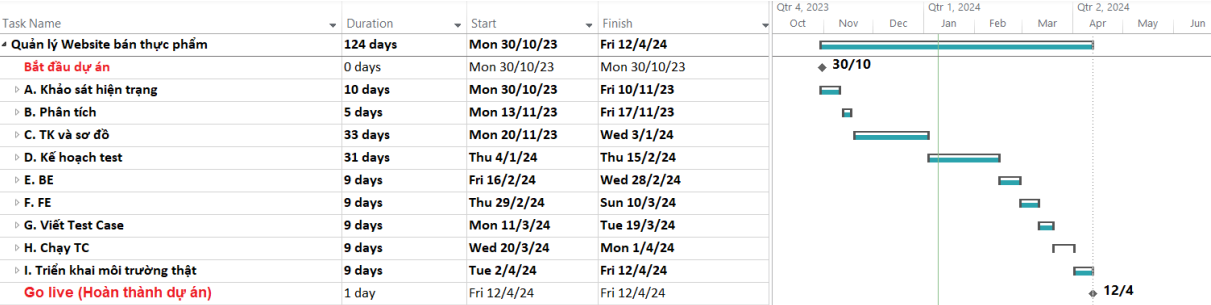 Qtr 4, 2023 Qtr 1, 2024 Qtr 2, 2024
Task Name Duration Start Finish Oct Nov Dec Jan Feb Mar Apr May Jun
Quản lý Website bán thực phẩm 124 days Mon 30/10/23 Fri 12/4/24
Bắt đầu dự án 0 days Mon 30/10/23 Mon 30/10/23 30/10
A. Khảo sát hiện trạng 10 days Mon 30/10/23 Fri 10/11/23
B. Phân tích 5 days Mon 13/11/23 Fri 17/11/23
C. TK và sơ đồ 33 days Mon 20/11/23 Wed 3/1/24
D. Kế hoạch test 31 days Thu 4/1/24 Thu 15/2/24
E. BE 9 days Fri 16/2/24 Wed 28/2/24
F. FE 9 days Thu 29/2/24 Sun 10/3/24
G. Viết Test Case 9 days Mon 11/3/24 Tue 19/3/24
H. Chạy TC 9 days Wed 20/3/24 Mon 1/4/24
I. Triển khai môi trường thật 9 days Tue 2/4/24 Fri 12/4/24
Go live (Hoàn thành dự án) 1 day Fri 12/4/24 Fri 12/4/24 12/4